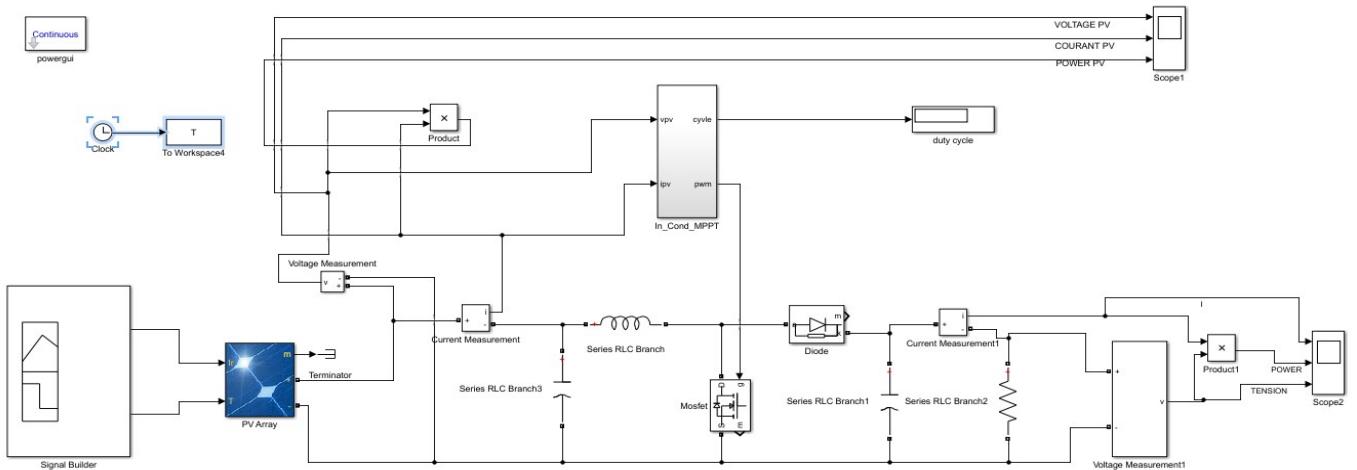 VOLTAGE PV
Continuous
COURANT PV
powergui
POWER PV
Scope1
×
vpv
cyvle
T
Product
Clock
To Workspace4
duty cycle
ipv
pwm
In_Cond_MPPT
Voltage Measurement
v
-
+
i
+
-
I
m
i
+
-
k
Current Measurement
Series RLC Branch
Diode
Current Measurement1
×
Ir
m
Product1
POWER
+
Terminator
+
Series RLC Branch3
D
g
Mosfet
S
m
Series RLC Branch1
Series RLC Branch2
TENSION
v
Scope2
T
-
-
PV Array
Signal Builder
Voltage Measurement1